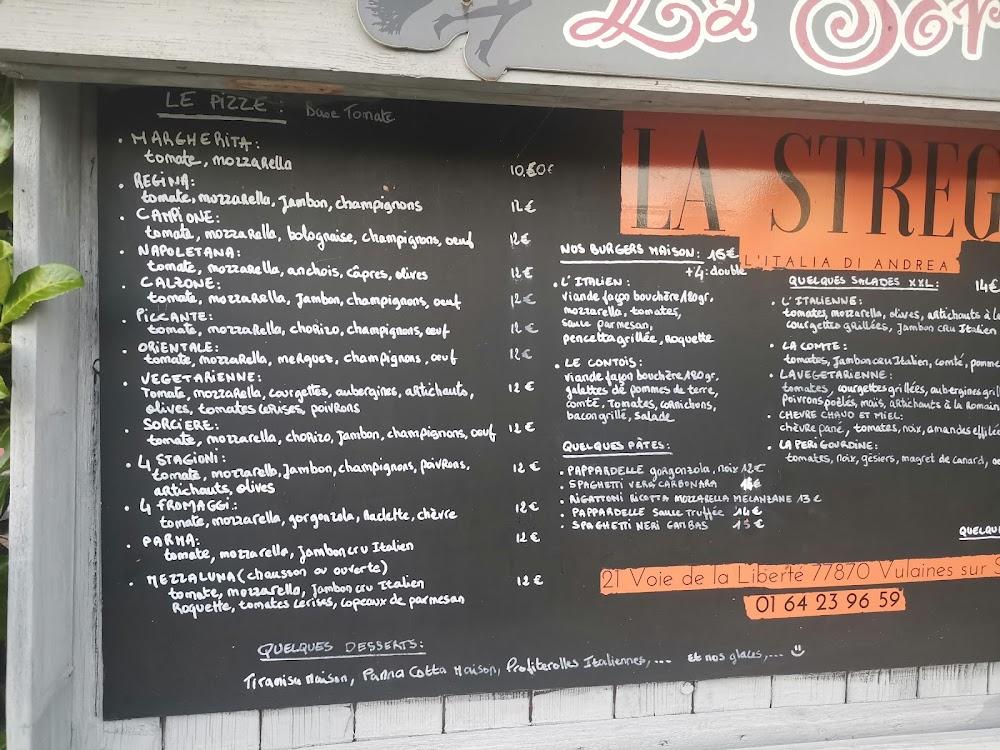 La Sor
LE PIZZE : Base Tomate
. MARGHERITA:
tomate, mozzarella 10.50€
. REGINA:
tomate, mozzarella, Jambon, champignons 12€
. CAMPIONE:
tomate, mozzarella, bolognaise, champignons, oeuf 12€
. NAPOLETANA:
tomate, mozzarella, anchois, câpres, olives 12€
. CALZONE:
tomate, mozzarella, Jambon, champignons, oeuf 12€
. PICCANTE:
tomate, mozzarella, chorizo, champignons, oeuf 12€
. ORIENTALE:
tomate, mozzarella, merguez, champignons, oeuf 12€
. VEGETARIENNE:
Tomate, mozzarella, courgettes, aubergines, artichauts, 12€
olives, tomates cerises, poivrons
. SORCIERE:
tomate, mozzarella, chorizo, Jambon, champignons, oeuf 12€
. 4 STAGIONI:
tomate, mozzarella, Jambon, champignons, poivrons, 12€
artichauts, olives
. 4 FROMAGGI:
tomate, mozzarella, gorgonzola, Raclette, chèvre 12€
. PARMA:
tomate, mozzarella, Jambon cru Italien 12€
. MEZZALUNA (chausson ou ouverte)
tomate, mozzarella, Jambon cru Italien 12€
Roquette, tomates cerises, copeaux de parmesan
QUELQUES DESSERTS:
Tiramisu Maison, Panna Cotta Maison, Profiterolles Italiennes,... et nos glaces,...
LA STREG
L'ITALIA DI ANDREA
NOS BURGERS MAISON: 16€
+4: double
. L'ITALIEN:
viande façon bouchère 180gr,
mozzarella, tomates,
sauce parmesan,
pencetta grillée, Roquette
. LE CONTOIS:
viande façon bouchère 180gr,
galettes de pommes de terre,
comté, Tomates, cornichons,
bacon grillé, Salade
QUELQUES PÂTES:
. PAPPARDELLE gorgonzola, noix 12€
. SPAGHETTI VERO CARBONARA
. RIGATTONI RICOTTA MOZZARELLA MELANZANE 13€
. PAPPARDELLE Sauce Truffée 14€
. SPAGHETTI NERI GAMBAS 15€
QUELQUES SALADES XXL: 14€
. L'ITALIENNE:
tomates, mozzarella, olives, artichauts à la
courgettes grillées, Jambon cru Italien
. LA COMTE:
tomates, Jambon cru Italien, comté, pomme
. LA VEGETARIENNE:
tomates, courgettes grillées, aubergines gril
Poivrons poêlés, maïs, artichauts à la Romain
. CHEVRE CHAUD ET MIEL:
chèvre pané, tomates, noix, amandes effilée
. LA PERIGOURDINE:
tomates, noix, gésiers, magret de canard,
QUELQU
21 Voie de la Liberté 77870 Vulaines sur S
01 64 23 96 59